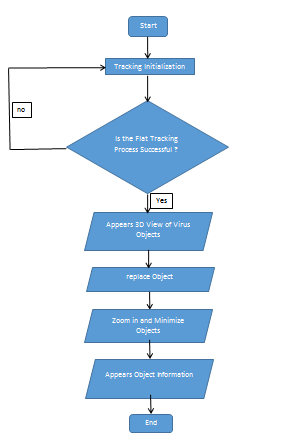 Start
Tracking Initialization
no
Is the Flat Tracking
Process Successful ?
Yes
Appears 3D View of Virus
Objects
replace Object
Zoom in and Minimize
Objects
Appears Object Information
End